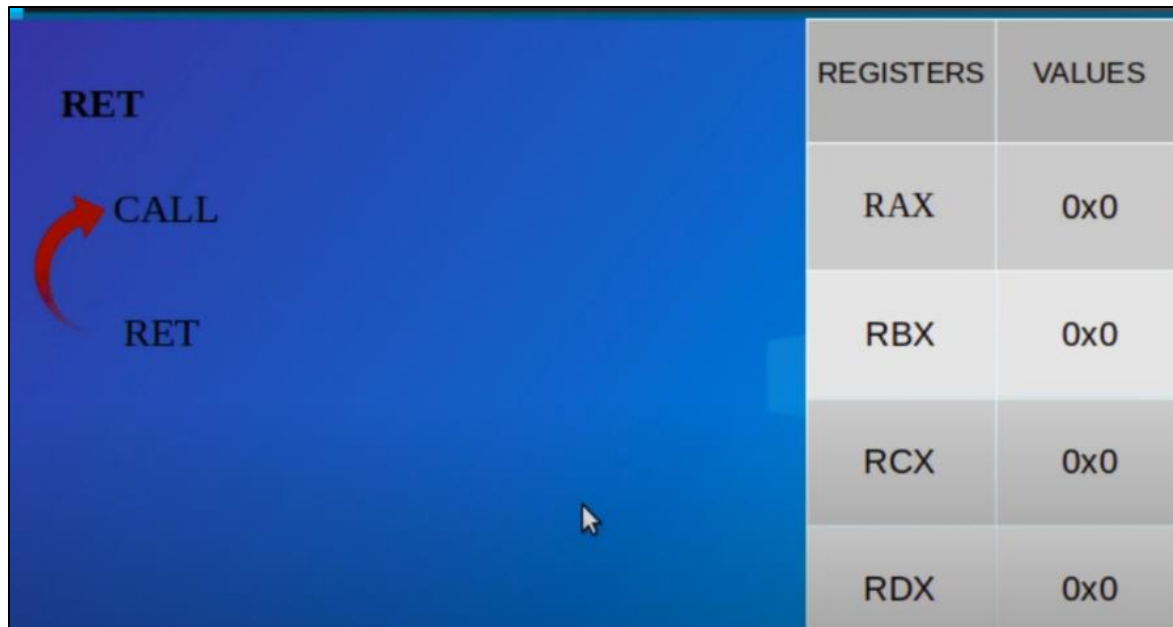 RET
CALL
RET
REGISTERS VALUES
RAX 0x0
RBX 0x0
RCX 0x0
RDX 0x0